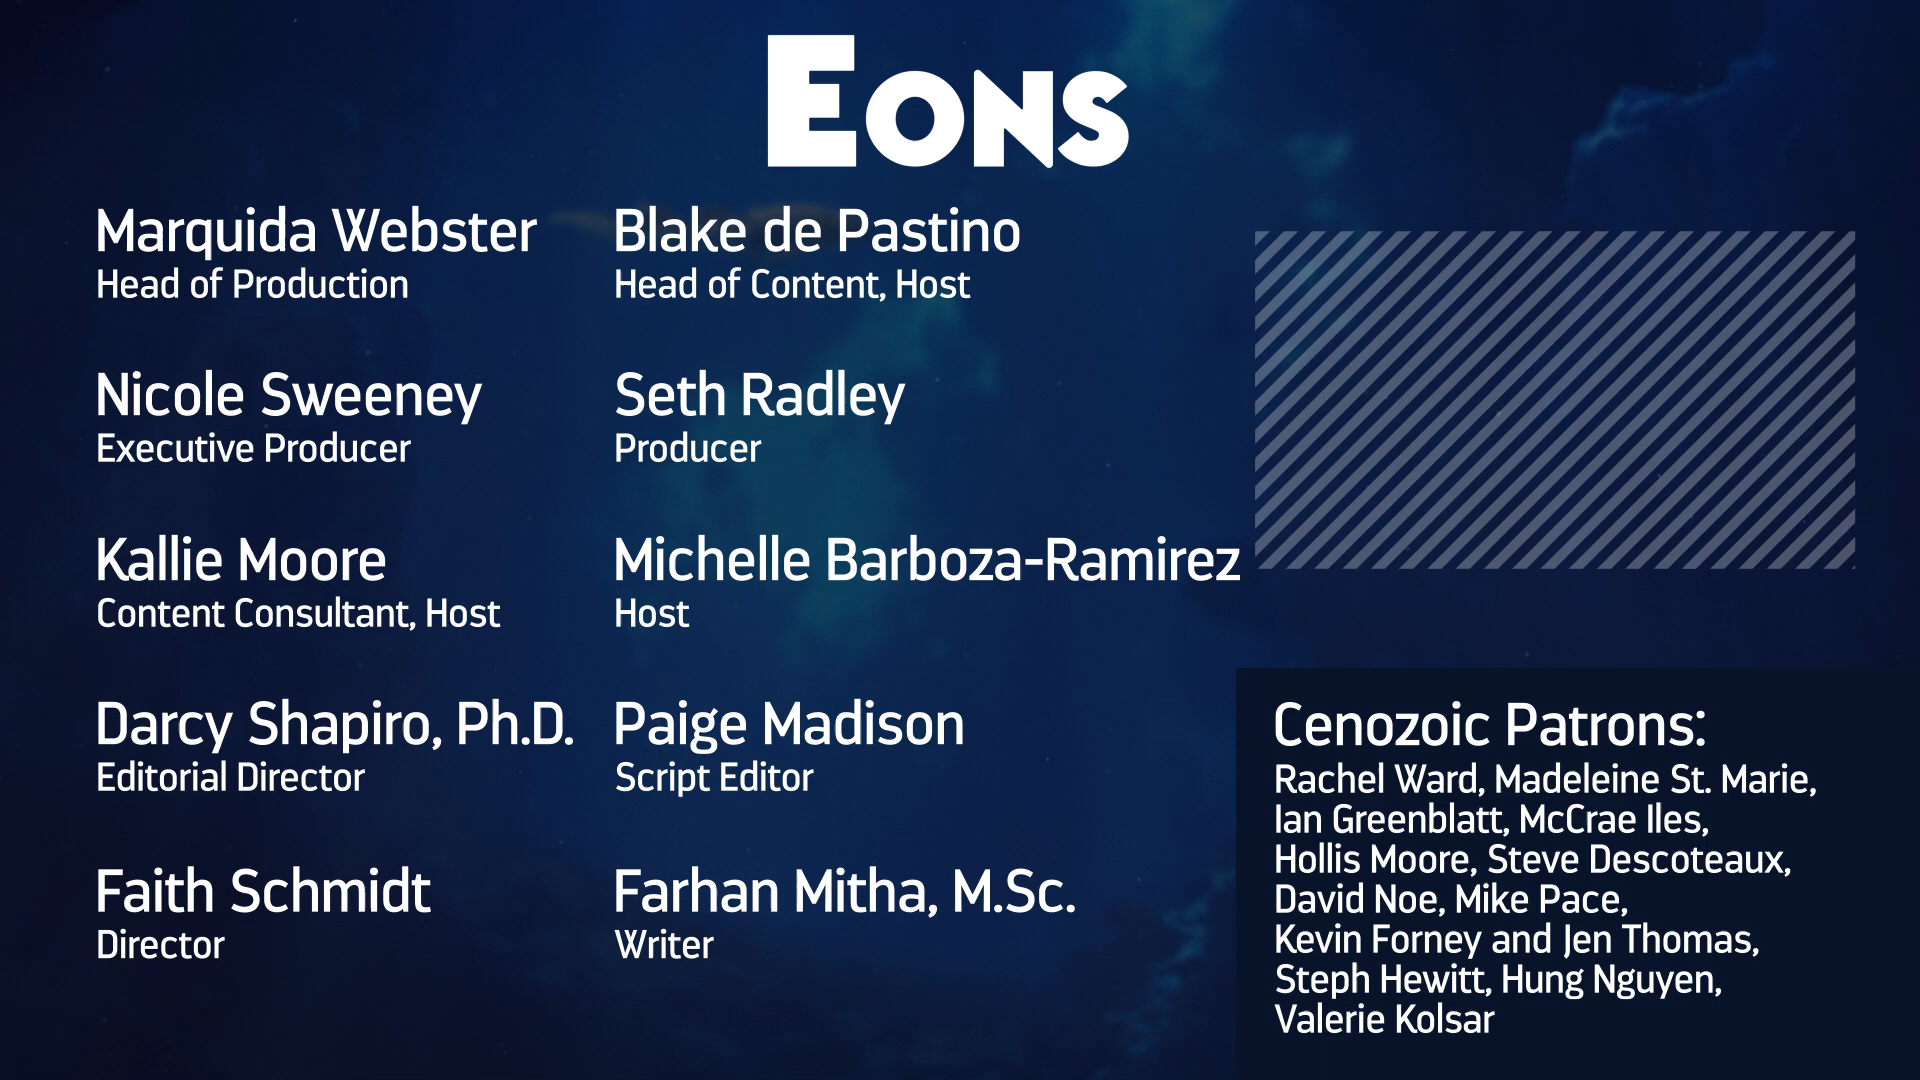 Eons
Marquida Webster
Head of Production
Blake de Pastino
Head of Content, Host
Nicole Sweeney
Executive Producer
Seth Radley
Producer
Kallie Moore
Content Consultant, Host
Michelle Barboza-Ramirez
Host
Darcy Shapiro, Ph.D.
Editorial Director
Paige Madison
Script Editor
Faith Schmidt
Director
Farhan Mitha, M.Sc.
Writer
Cenozoic Patrons:
Rachel Ward, Madeleine St. Marie,
Ian Greenblatt, McCrae Iles,
Hollis Moore, Steve Descoteaux,
David Noe, Mike Pace,
Kevin Forney and Jen Thomas,
Steph Hewitt, Hung Nguyen,
Valerie Kolsar